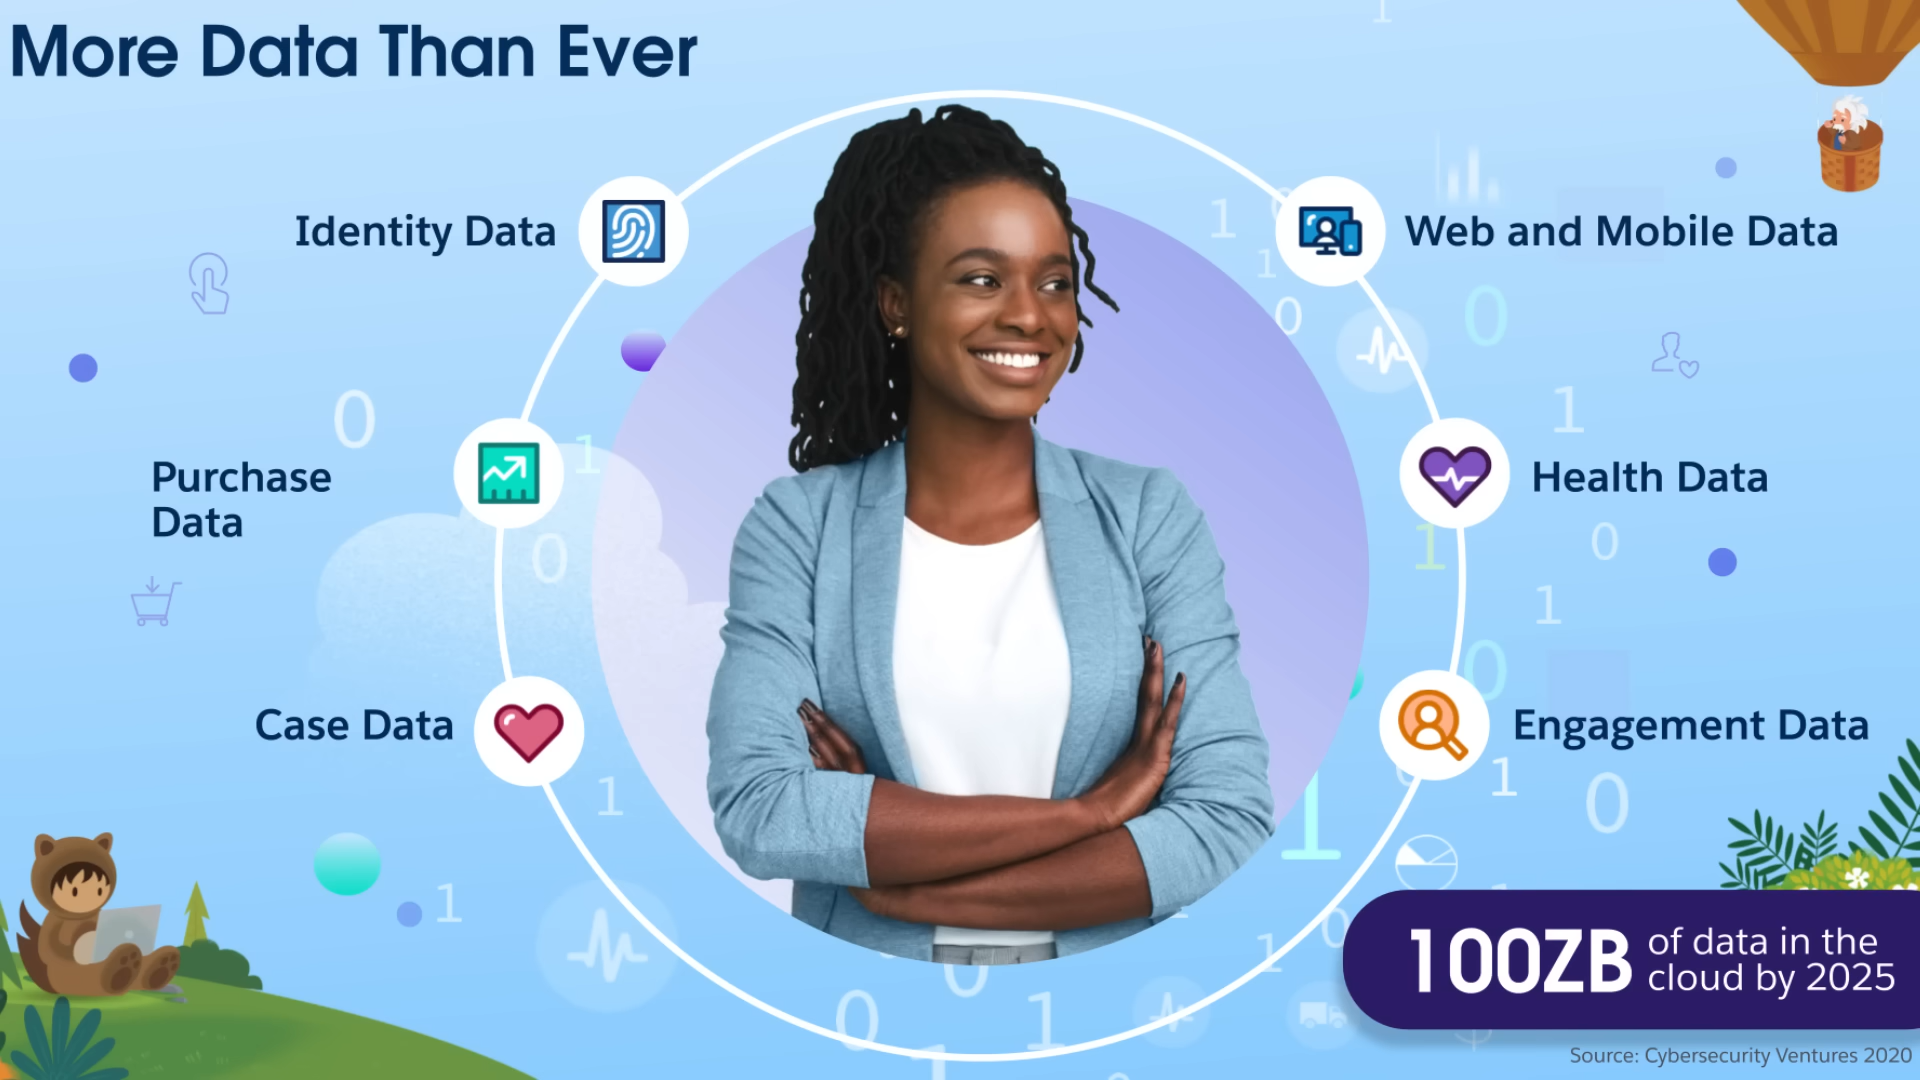 More Data Than Ever
Identity Data
Web and Mobile Data
Purchase
Data
Health Data
Case Data
Engagement Data
100ZB of data in the
cloud by 2025
Source: Cybersecurity Ventures 2020